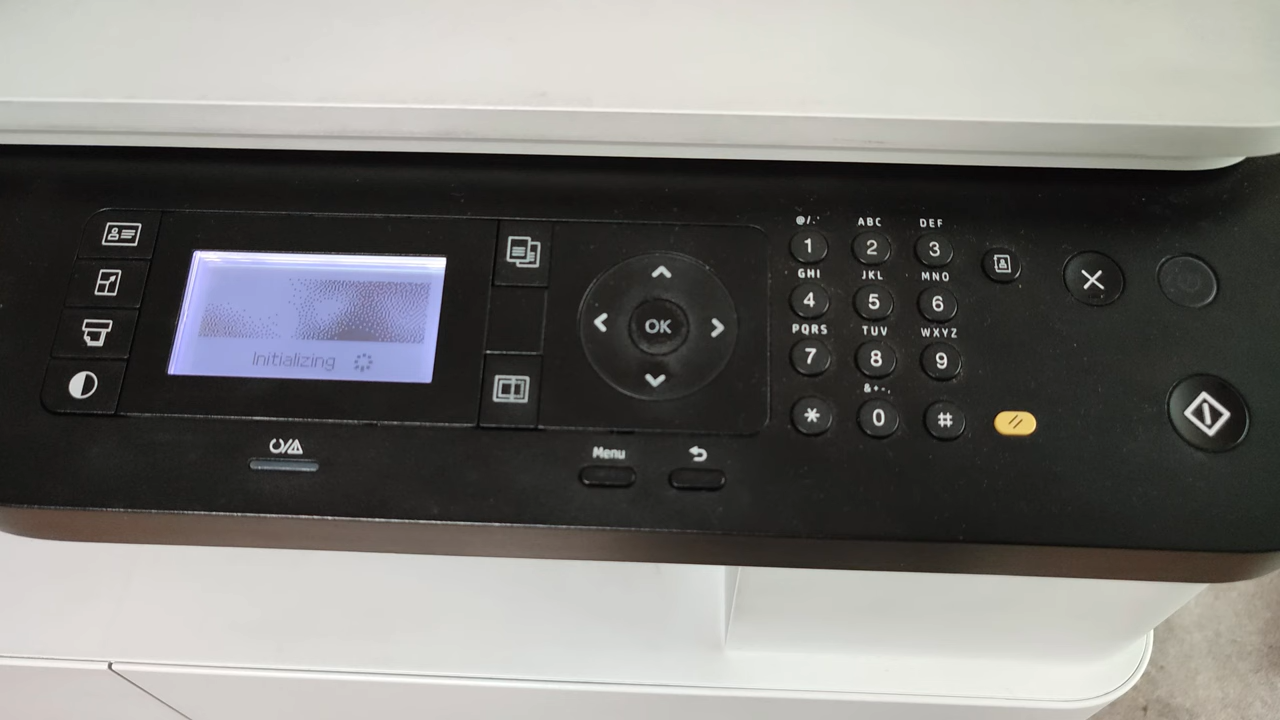 Initializing
OK
Menu
@/.'
ABC
DEF
1
2
3
GHI
JKL
MNO
4
5
6
PQRS
TUV
WXYZ
7
8
9
&+-,
*
0
#